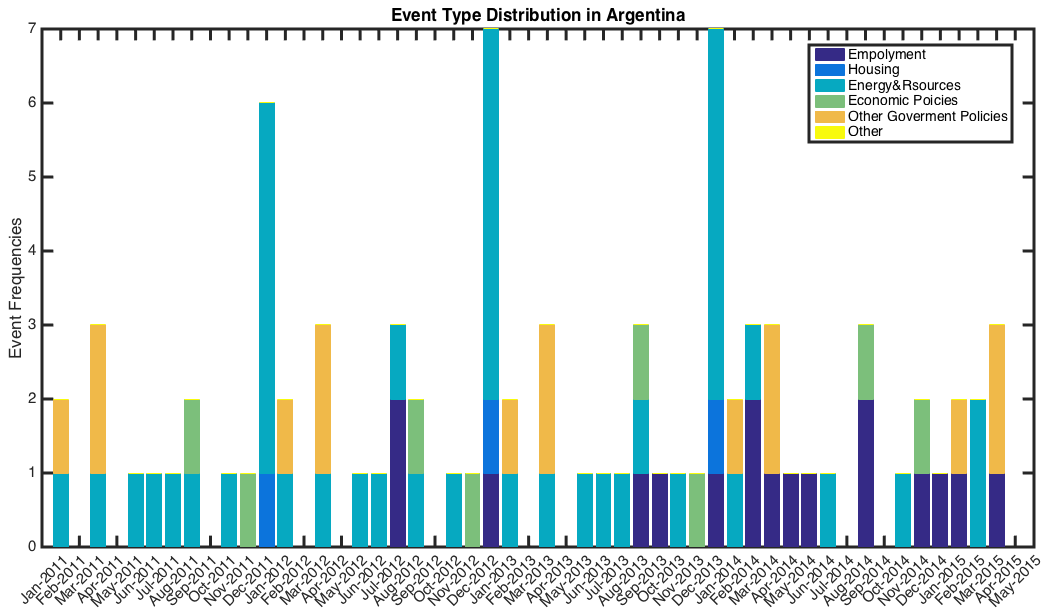 Event Type Distribution in Argentina
7
6
5
4
3
2
1
0
Event Frequencies
Empolyment
Housing
Energy&Rsources
Economic Poicies
Other Goverment Policies
Other
Jan-2011
Feb-2011
Mar-2011
Apr-2011
May-2011
Jun-2011
Jul-2011
Aug-2011
Sep-2011
Oct-2011
Nov-2011
Dec-2011
Jan-2012
Feb-2012
Mar-2012
Apr-2012
May-2012
Jun-2012
Jul-2012
Aug-2012
Sep-2012
Oct-2012
Nov-2012
Dec-2012
Jan-2013
Feb-2013
Mar-2013
Apr-2013
May-2013
Jun-2013
Jul-2013
Aug-2013
Sep-2013
Oct-2013
Nov-2013
Dec-2013
Jan-2014
Feb-2014
Mar-2014
Apr-2014
May-2014
Jun-2014
Jul-2014
Aug-2014
Sep-2014
Oct-2014
Nov-2014
Dec-2014
Jan-2015
Feb-2015
Mar-2015
Apr-2015
May-2015